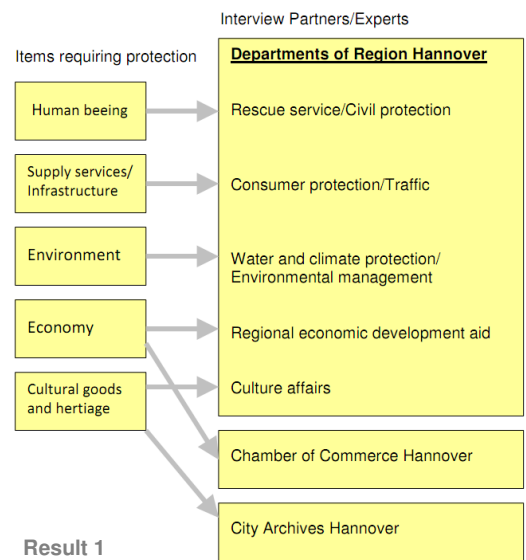 Interview Partners/Experts
Items requiring protection
Departments of Region Hannover
Human beeing
Rescue service/Civil protection
Supply services/
Infrastructure
Consumer protection/Traffic
Environment
Water and climate protection/
Environmental management
Economy
Regional economic development aid
Cultural goods
and hertiage
Culture affairs
Chamber of Commerce Hannover
City Archives Hannover
Result 1